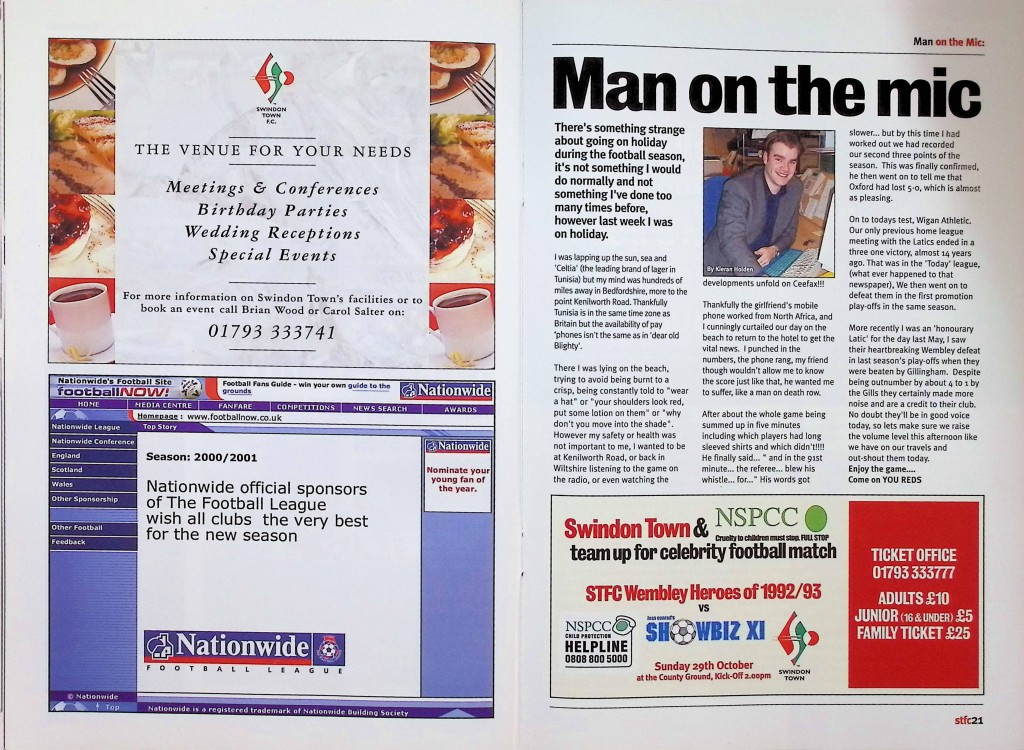 SWINDON
TOWN
F.C.
THE VENUE FOR YOUR NEEDS
Meetings & Conferences
Birthday Parties
Wedding Receptions
Special Events
For more information on Swindon Town's facilities or to
book an event call Brian Wood or Carol Salter on:
01793 333741
Nationwide's Football Site
footballNOW!
Football Fans Guide - win your own guide to the
grounds
Nationwide
HOME
MEDIA CENTRE
FANFARE
COMPETITIONS
NEWS SEARCH
AWARDS
Homepage : www.footballnow.co.uk
Nationwide League
Top Story
Nationwide Conference
England
Scotland
Wales
Other Sponsorship
Other Football
Feedback
Season: 2000/2001
Nationwide official sponsors
of The Football League
wish all clubs the very best
for the new season
Nationwide
Nominate your
young fan of
the year.
Nationwide
FOOTBALL LEAGUE
© Nationwide
↑ Top
Nationwide is a registered trademark of Nationwide Building Society
Man on the Mic:
Man on the mic
There's something strange
about going on holiday
during the football season,
it's not something I would
do normally and not
something I've done too
many times before,
however last week I was
on holiday.
I was lapping up the sun, sea and
'Celtia' (the leading brand of lager in
Tunisia) but my mind was hundreds of
miles away in Bedfordshire, more to the
point Kenilworth Road. Thankfully
Tunisia is in the same time zone as
Britain but the availability of pay
'phones isn't the same as in 'dear old
Blighty'.
There I was lying on the beach,
trying to avoid being burnt to a
crisp, being constantly told to "wear
a hat" or "your shoulders look red,
put some lotion on them" or "why
don't you move into the shade".
However my safety or health was
not important to me, I wanted to be
at Kenilworth Road, or back in
Wiltshire listening to the game on
the radio, or even watching the
By Kieran Holden
developments unfold on Ceefax!!!
Thankfully the girlfriend's mobile
phone worked from North Africa, and
I cunningly curtailed our day on the
beach to return to the hotel to get the
vital news. I punched in the
numbers, the phone rang, my friend
though wouldn't allow me to know
the score just like that, he wanted me
to suffer, like a man on death row.
After about the whole game being
summed up in five minutes
including which players had long
sleeved shirts and which didn't!!!!
He finally said... " and in the 91st
minute... the referee... blew his
whistle... for..." His words got
slower... but by this time I had
worked out we had recorded
our second three points of the
season. This was finally confirmed,
he then went on to tell me that
Oxford had lost 5-0, which is almost
as pleasing.
On to todays test, Wigan Athletic.
Our only previous home league
meeting with the Latics ended in a
three one victory, almost 14 years
ago. That was in the 'Today' league,
(what ever happened to that
newspaper), We then went on to
defeat them in the first promotion
play-offs in the same season.
More recently I was an 'honourary
Latic' for the day last May, I saw
their heartbreaking Wembley defeat
in last season's play-offs when they
were beaten by Gillingham. Despite
being outnumber by about 4 to 1 by
the Gills they certainly made more
noise and are a credit to their club.
No doubt they'll be in good voice
today, so lets make sure we raise
the volume level this afternoon like
we have on our travels and
out-shout them today.
Enjoy the game....
Come on YOU REDS
Swindon Town & NSPCC
Cruelty to children must stop. FULL STOP
team up for celebrity football match
STFC Wembley Heroes of 1992/93
vs
NSPCC
CHILD PROTECTION
HELPLINE
0808 800 5000
SHOWBIZ XI
SWINDON
TOWN
Sunday 29th October
at the County Ground, Kick-Off 2.00pm
TICKET OFFICE
01793 333777
ADULTS £10
JUNIOR (16 & UNDER) £5
FAMILY TICKET £25
stfc21